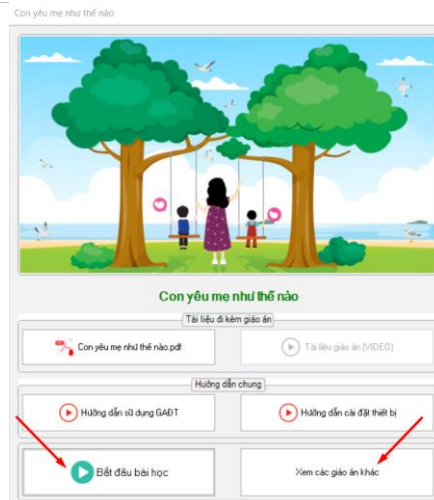 Con yêu mẹ như thế nào
Con yêu mẹ như thế nào
Tài liệu đi kèm giáo án
Con yêu mẹ như thế nào.pdf
Tài liệu giáo án (VIDEO)
Hướng dẫn chung
Hướng dẫn sử dụng GAĐT
Hướng dẫn cài đặt thiết bị
Bắt đầu bài học
Xem các giáo án khác